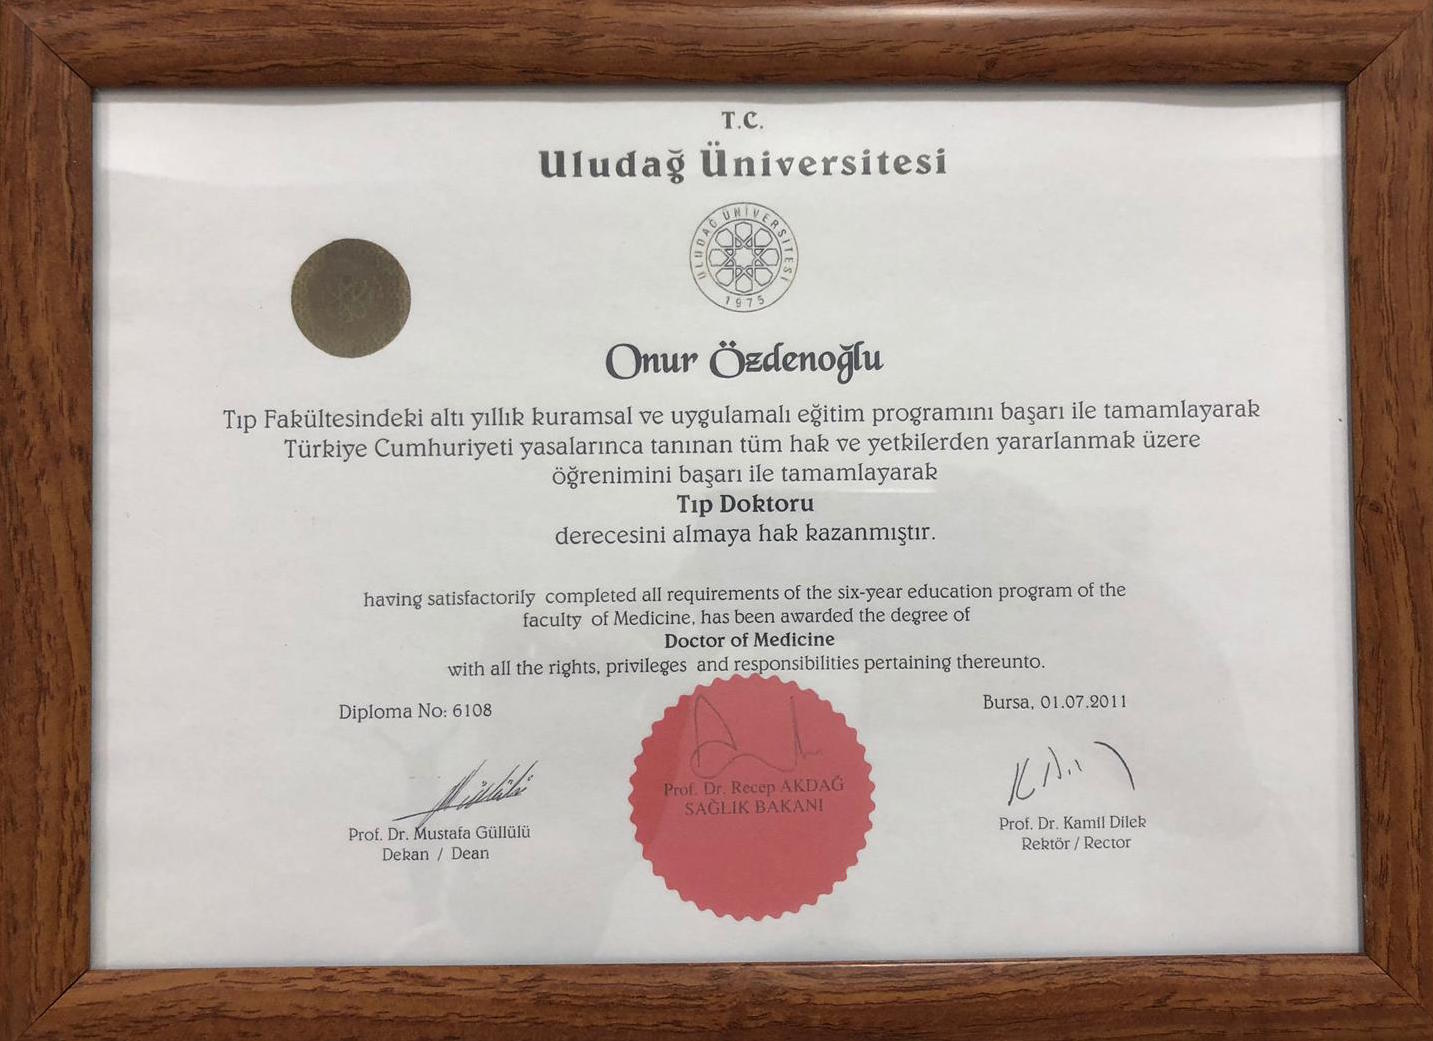 T.C.
Uludağ Üniversitesi
ULUDAĞ ÜNİVERSİTESİ
1975
Onur Özdenoğlu
Tıp Fakültesindeki altı yıllık kuramsal ve uygulamalı eğitim programını başarı ile tamamlayarak
Türkiye Cumhuriyeti yasalarınca tanınan tüm hak ve yetkilerden yararlanmak üzere
öğrenimini başarı ile tamamlayarak
Tıp Doktoru
derecesini almaya hak kazanmıştır.
having satisfactorily completed all requirements of the six-year education program of the
faculty of Medicine, has been awarded the degree of
Doctor of Medicine
with all the rights, privileges and responsibilities pertaining thereunto.
Diploma No: 6108
Bursa, 01.07.2011
Prof. Dr. Recep AKDAĞ
SAĞLIK BAKANI
Prof. Dr. Mustafa Güllülü
Dekan / Dean
Prof. Dr. Kamil Dilek
Rektör / Rector